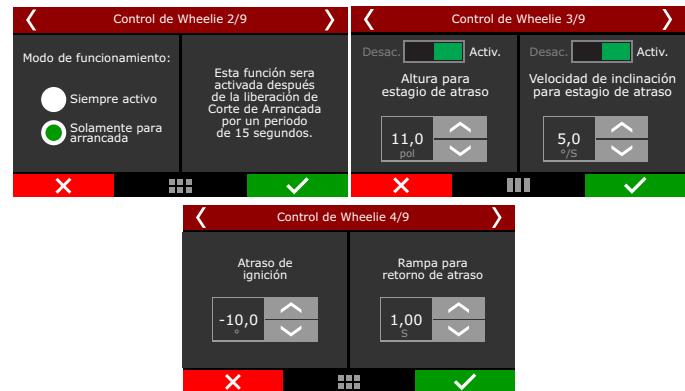 Control de Wheelie 2/9
Modo de funcionamiento:
Siempre activo
Solamente para
arrancada
Esta función sera
activada después
de la liberación de
Corte de Arrancada
por un periodo
de 15 segundos.
Control de Wheelie 3/9
Desac. Activ.
Altura para
estagio de atraso
11,0
pol
Desac. Activ.
Velocidad de inclinación
para estagio de atraso
5,0
°/S
Control de Wheelie 4/9
Atraso de
ignición
-10,0
°
Rampa para
retorno de atraso
1,00
S